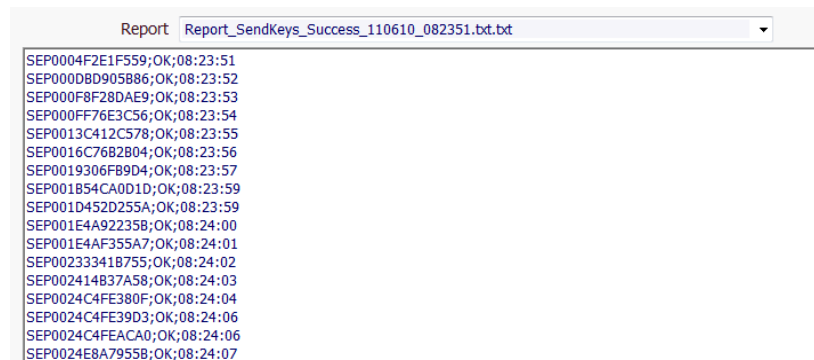 Report Report_SendKeys_Success_110610_082351.txt.txt
SEP0004F2E1F559;OK;08:23:51
SEP000DBD905B86;OK;08:23:52
SEP000F8F28DAE9;OK;08:23:53
SEP000FF76E3C56;OK;08:23:54
SEP0013C412C578;OK;08:23:55
SEP0016C76B2B04;OK;08:23:56
SEP0019306FB9D4;OK;08:23:57
SEP001B54CA0D1D;OK;08:23:59
SEP001D452D255A;OK;08:23:59
SEP001E4A92235B;OK;08:24:00
SEP001E4AF355A7;OK;08:24:01
SEP00233341B755;OK;08:24:02
SEP002414B37A58;OK;08:24:03
SEP0024C4FE380F;OK;08:24:04
SEP0024C4FE39D3;OK;08:24:06
SEP0024C4FEACA0;OK;08:24:06
SEP0024E8A7955B;OK;08:24:07